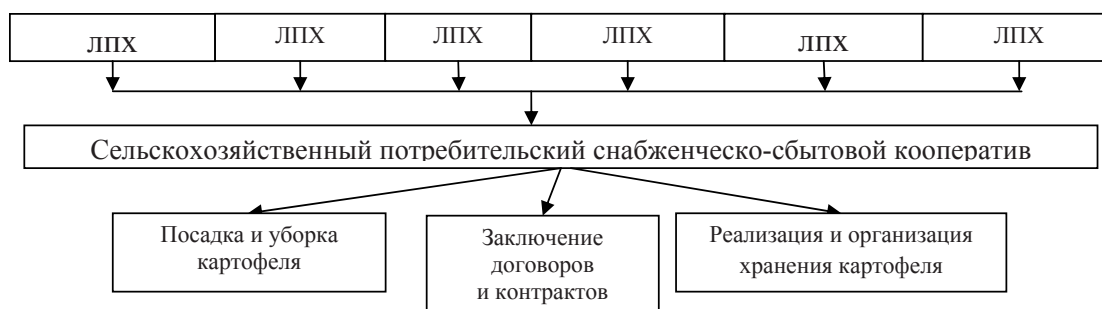 ЛПХ ЛПХ ЛПХ ЛПХ ЛПХ ЛПХ
Сельскохозяйственный потребительский снабженческо-сбытовой кооператив
Посадка и уборка
картофеля
Заключение
договоров
и контрактов
Реализация и организация
хранения картофеля